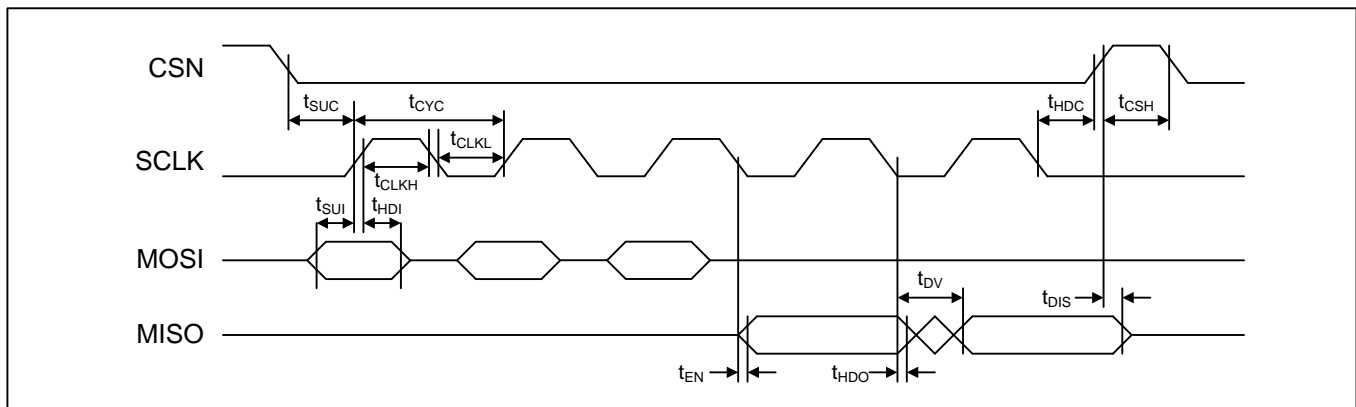 CSN
tSUC
tCYC
tHDC
tCSH
SCLK
tCLKL
tCLKH
tSUI
tHDI
MOSI
tDV
tDIS
MISO
tEN
tHDO